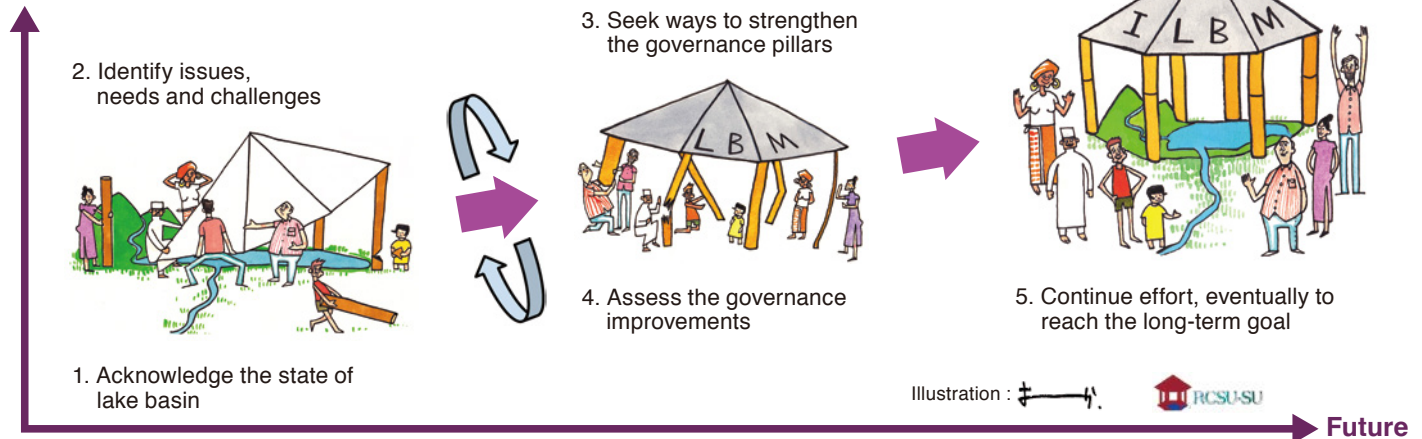 3. Seek ways to strengthen
the governance pillars
I L B M
2. Identify issues,
needs and challenges
L B M
4. Assess the governance
improvements
5. Continue effort, eventually to
reach the long-term goal
1. Acknowledge the state of
lake basin
Illustration :
RCSU-SU
Future